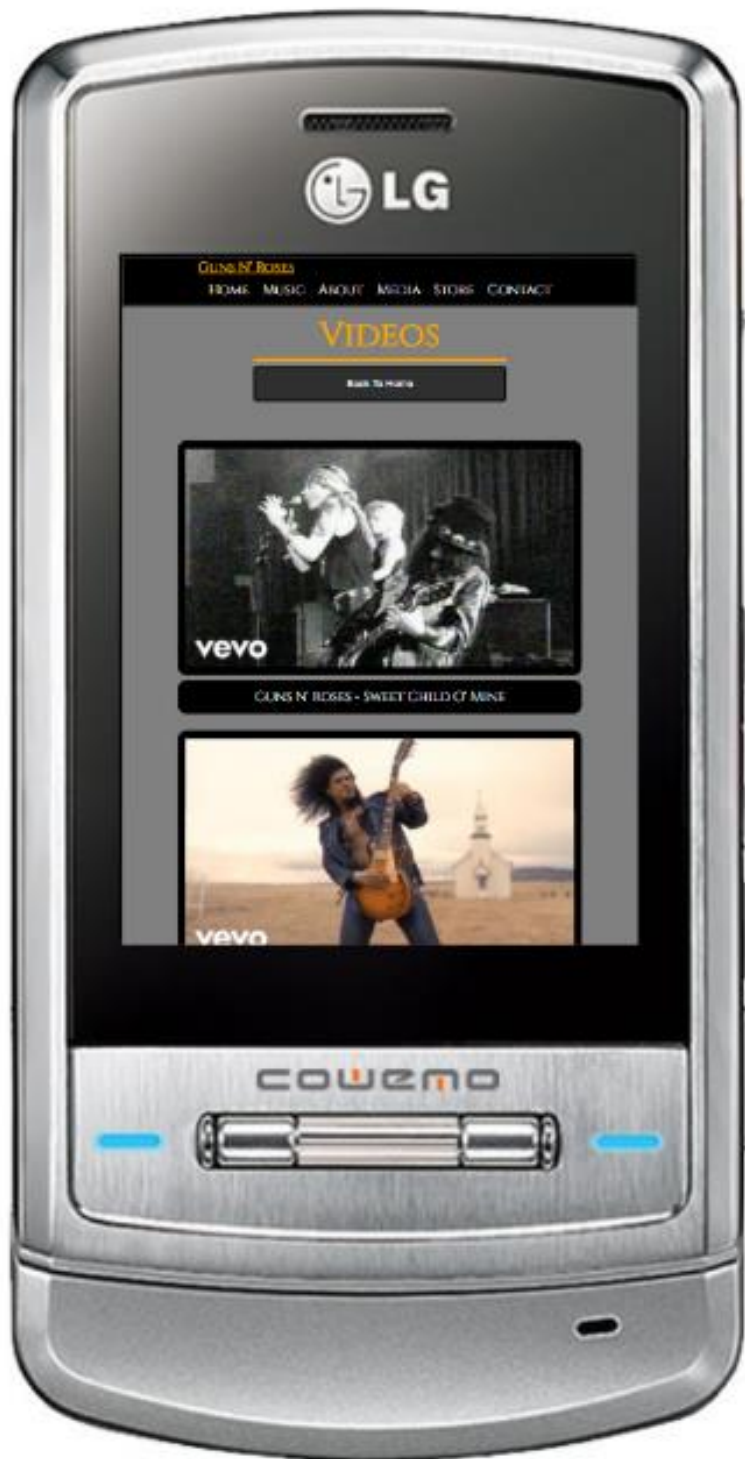 LG
Guns N' Roses
Home Music About Media Store Contact
Videos
Back To Home
vevo
Guns N' Roses - Sweet Child O' Mine
vevo
cowemo